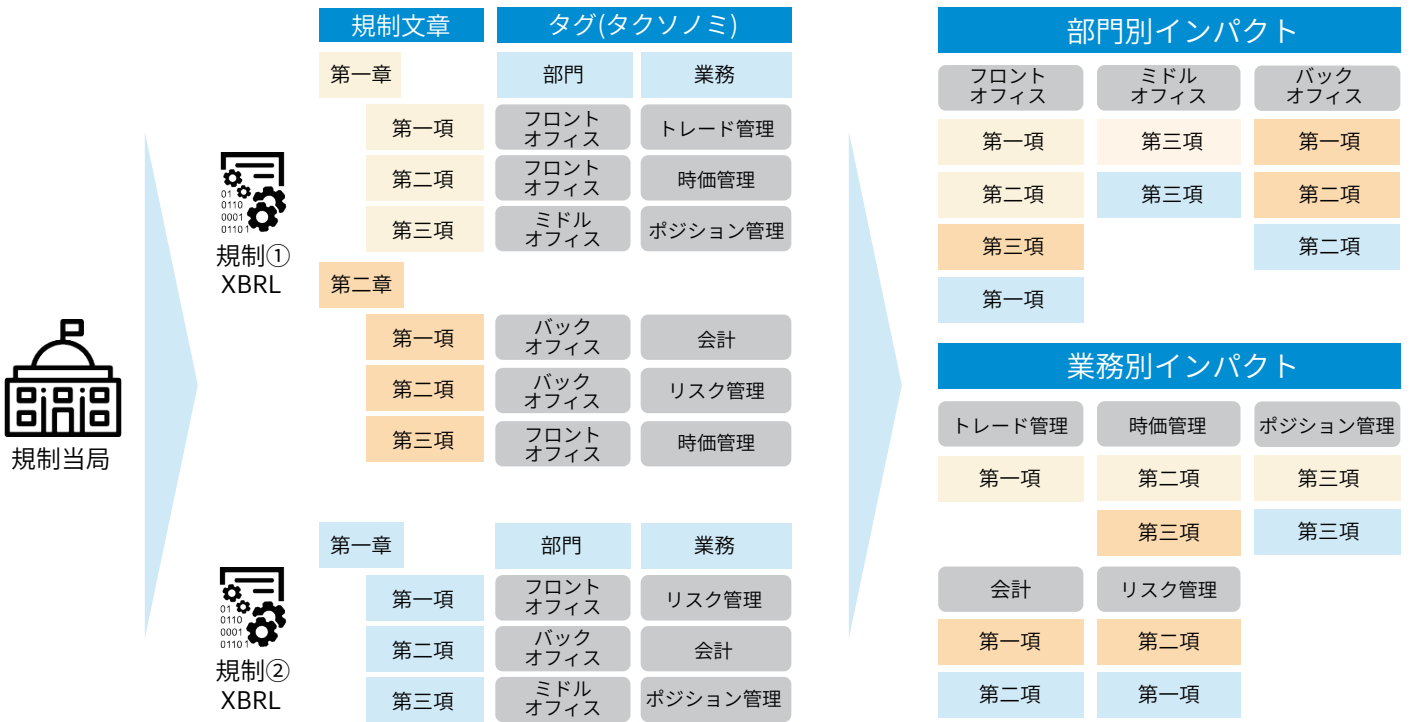 規制当局
規制①
XBRL
規制②
XBRL
01
0110
0001
01101
01
0110
0001
01101
規制文章
タグ(タクソノミ)
第一章
部門
業務
第一項
フロント
オフィス
トレード管理
第二項
フロント
オフィス
時価管理
第三項
ミドル
オフィス
ポジション管理
第二章
第一項
バック
オフィス
会計
第二項
バック
オフィス
リスク管理
第三項
フロント
オフィス
時価管理
第一章
部門
業務
第一項
フロント
オフィス
リスク管理
第二項
バック
オフィス
会計
第三項
ミドル
オフィス
ポジション管理
部門別インパクト
フロント
オフィス
ミドル
オフィス
バック
オフィス
第一項
第三項
第一項
第二項
第三項
第二項
第三項
第二項
第一項
業務別インパクト
トレード管理
時価管理
ポジション管理
第一項
第二項
第三項
第三項
第三項
会計
リスク管理
第一項
第二項
第二項
第一項